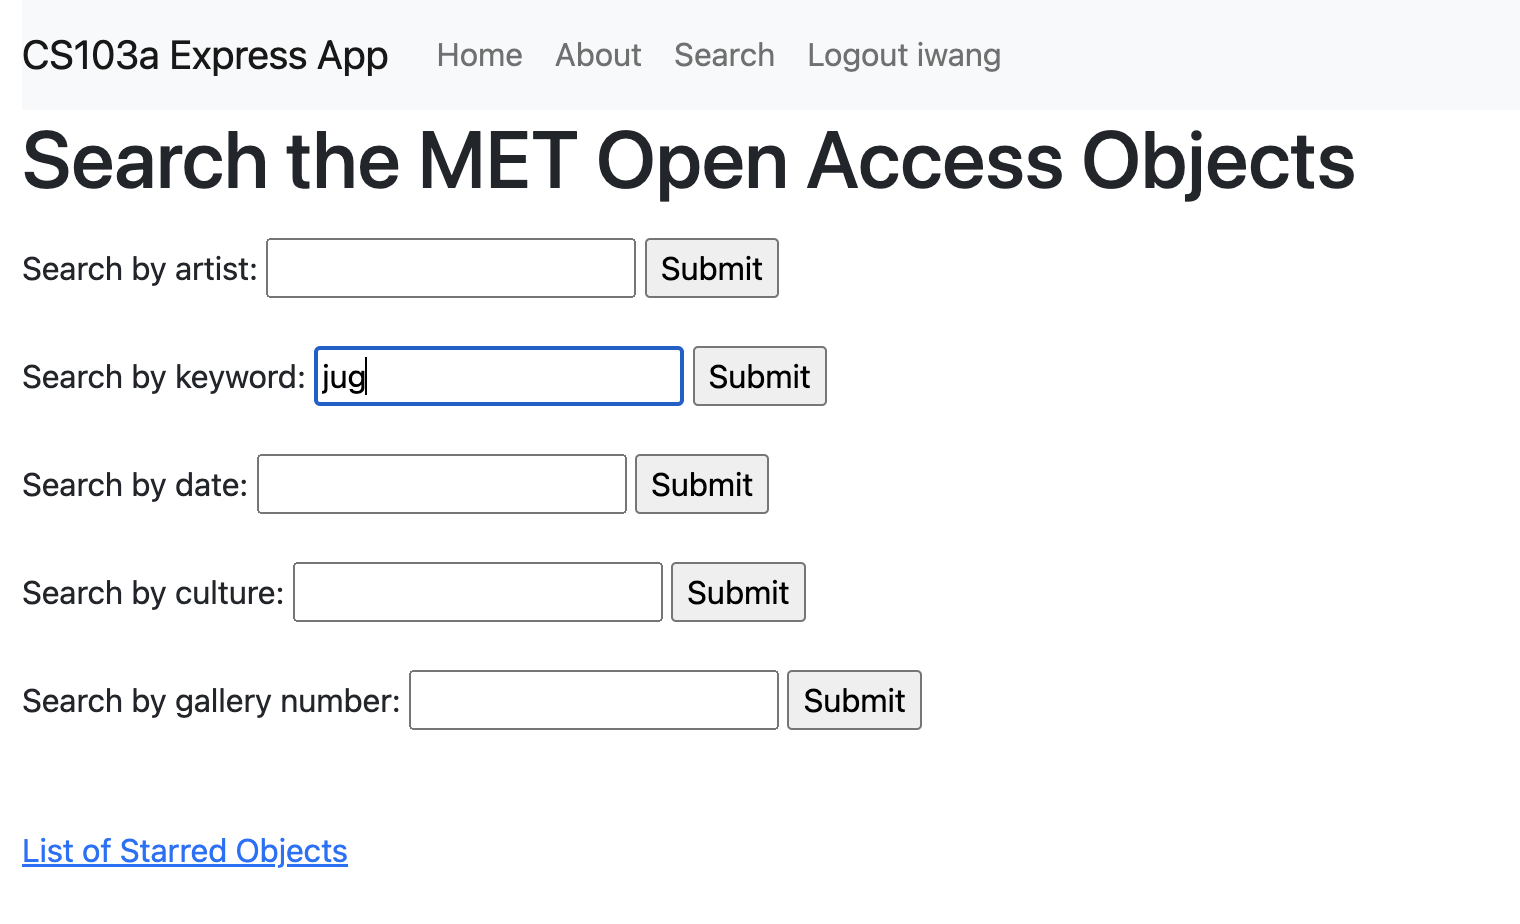 CS103a Express App Home About Search Logout iwang
Search the MET Open Access Objects
Search by artist: Submit
Search by keyword: jug Submit
Search by date: Submit
Search by culture: Submit
Search by gallery number: Submit
List of Starred Objects